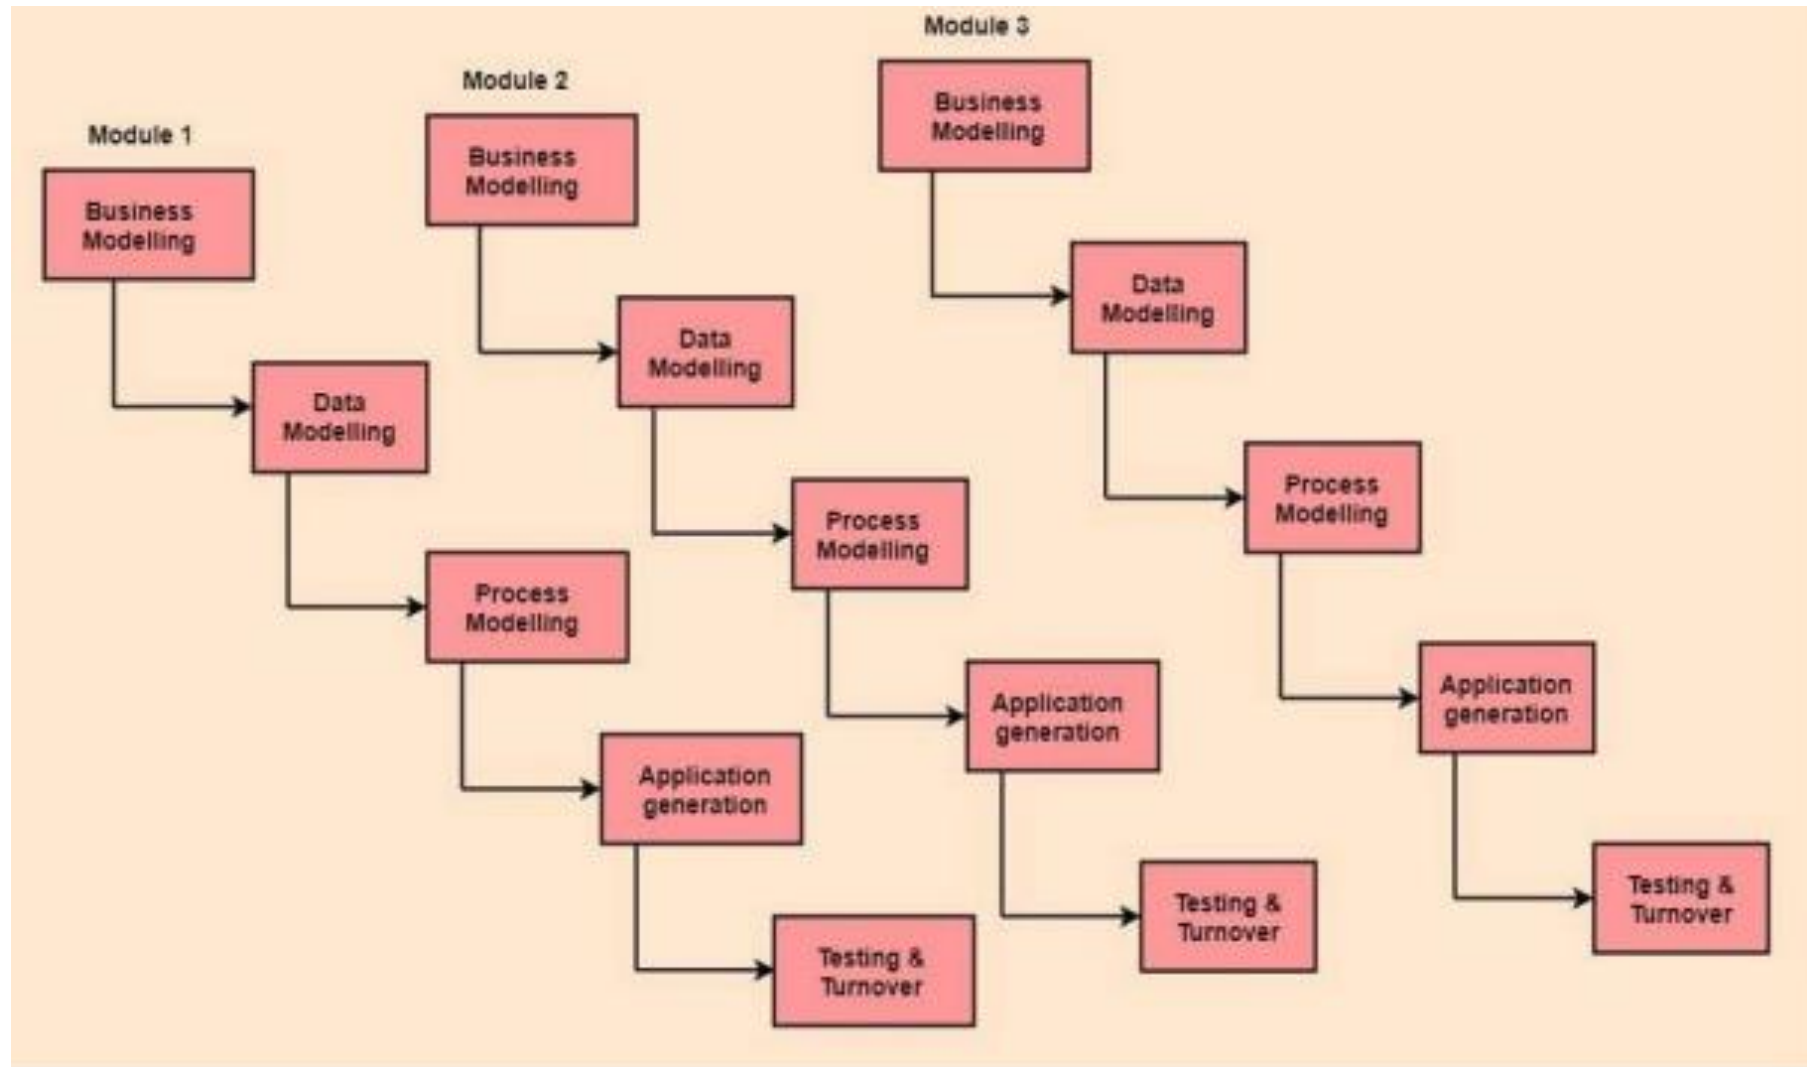 Module 1
Business
Modelling
Data
Modelling
Process
Modelling
Application
generation
Testing &
Turnover
Module 2
Business
Modelling
Data
Modelling
Process
Modelling
Application
generation
Testing &
Turnover
Module 3
Business
Modelling
Data
Modelling
Process
Modelling
Application
generation
Testing &
Turnover